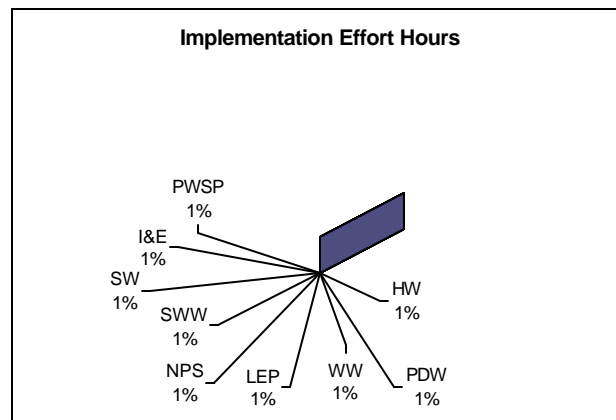 Implementation Effort Hours
PWSP
1%
I&E
1%
SW
1%
SWW
1%
NPS
1%
LEP
1%
WW
1%
PDW
1%
HW
1%